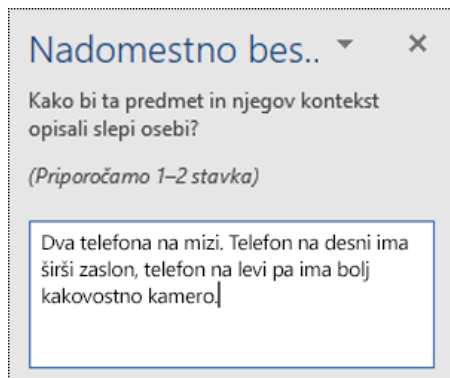 Nadomestno bes..
Kako bi ta predmet in njegov kontekst
opisali slepi osebi?
(Priporočamo 1–2 stavka)
Dva telefona na mizi. Telefon na desni ima
širši zaslon, telefon na levi pa ima bolj
kakovostno kamero.